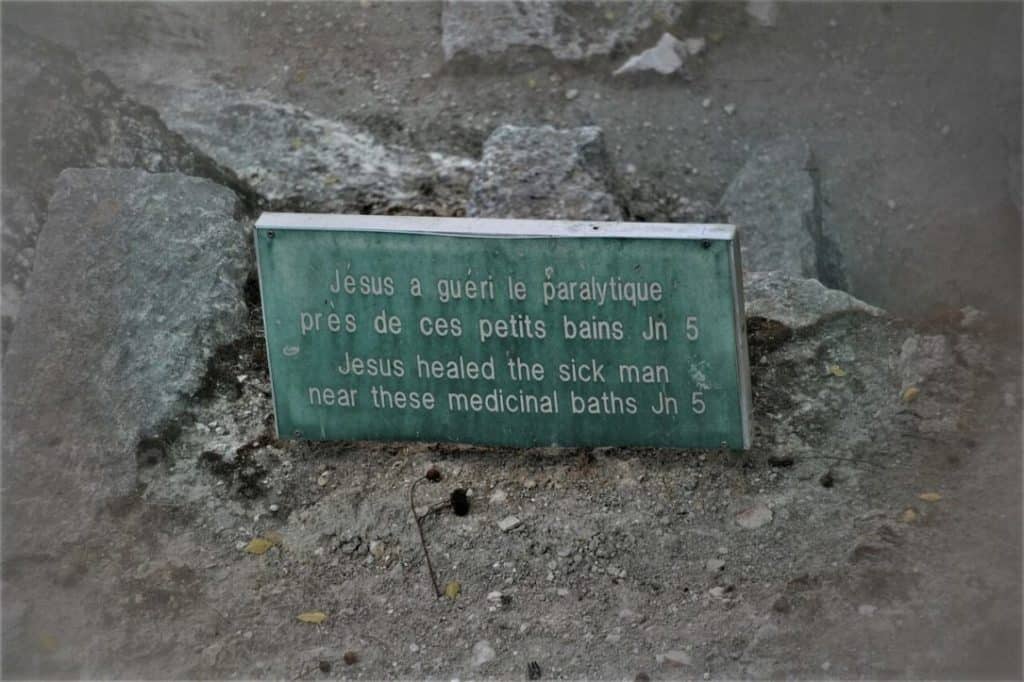 Jésus a guéri le paralytique
près de ces petits bains Jn 5
Jesus healed the sick man
near these medicinal baths Jn 5